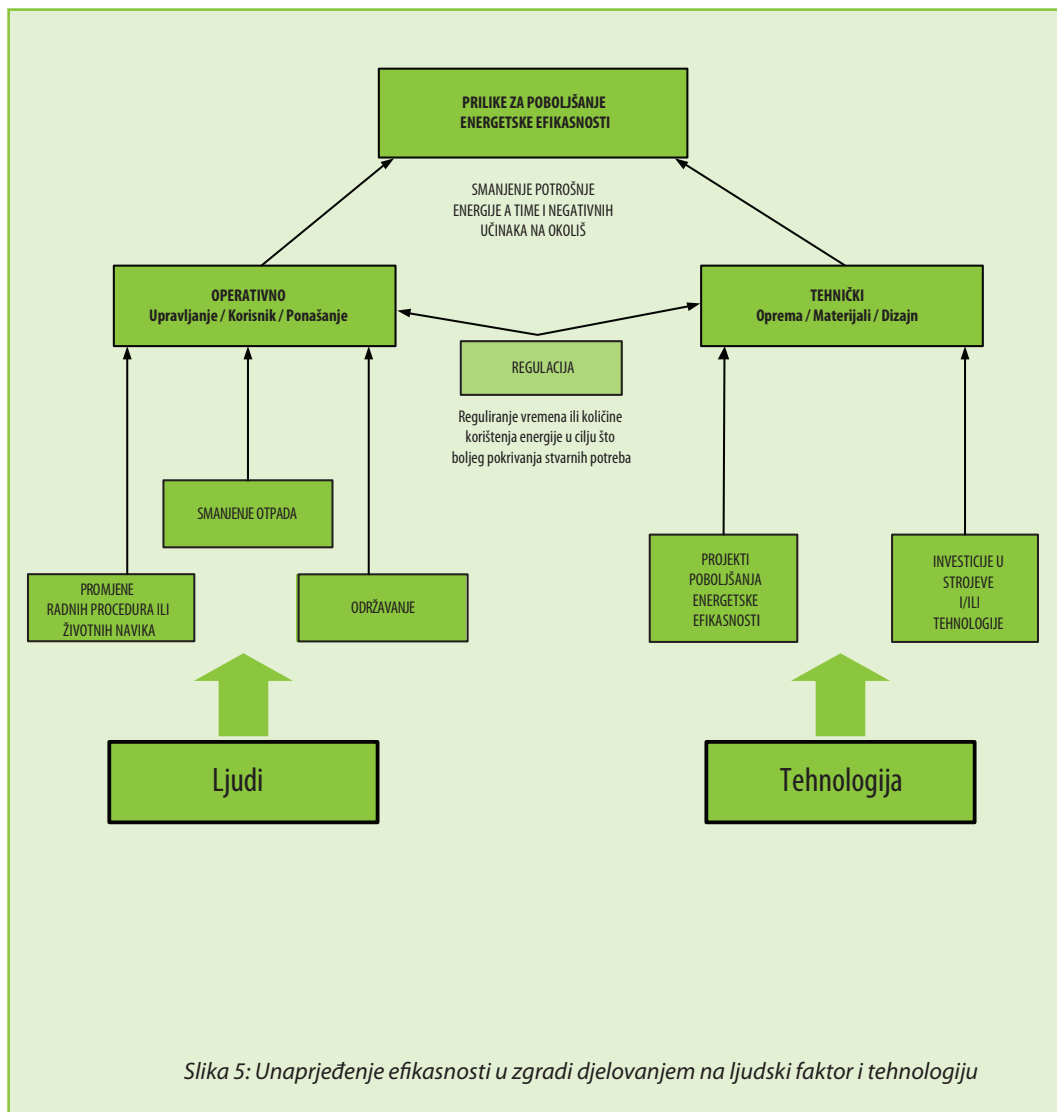 PRILIKE ZA POBOLJŠANJE
ENERGETSKE EFIKASNOSTI
SMANJENJE POTROŠNJE
ENERGIJE A TIME I NEGATIVNIH
UČINAKA NA OKOLIŠ
OPERATIVNO
Upravljanje / Korisnik / Ponašanje
TEHNIČKI
Oprema / Materijali / Dizajn
REGULACIJA
Reguliranje vremena ili količine
korištenja energije u cilju što
boljeg pokrivanja stvarnih potreba
SMANJENJE OTPADA
PROMJENE
RADNIH PROCEDURA ILI
ŽIVOTNIH NAVIKA
ODRŽAVANJE
PROJEKTI
POBOLJŠANJA
ENERGETSKE
EFIKASNOSTI
INVESTICIJE U
STROJEVE
I/ILI
TEHNOLOGIJE
Ljudi
Tehnologija
Slika 5: Unaprjeđenje efikasnosti u zgradi djelovanjem na ljudski faktor i tehnologiju